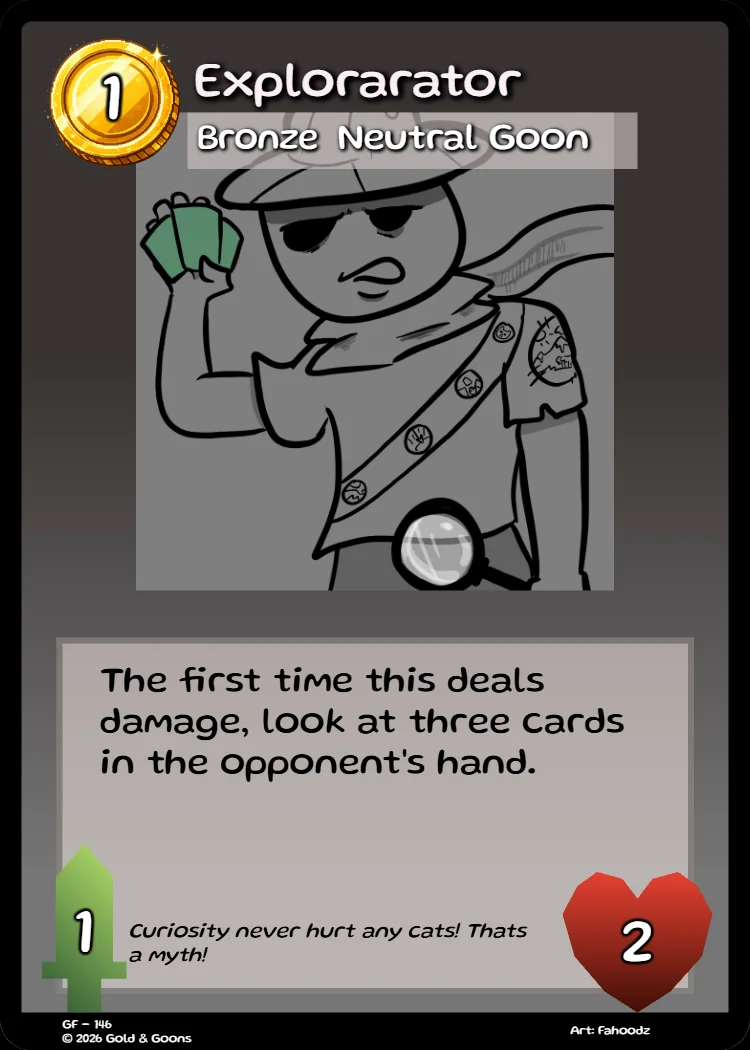 1
Explorarator
Bronze Neutral Goon
The first time this deals
damage, look at three cards
in the opponent's hand.
1
Curiosity never hurt any cats! Thats
a myth!
2
GF - 146
© 2026 Gold & Goons
Art: Fahoodz